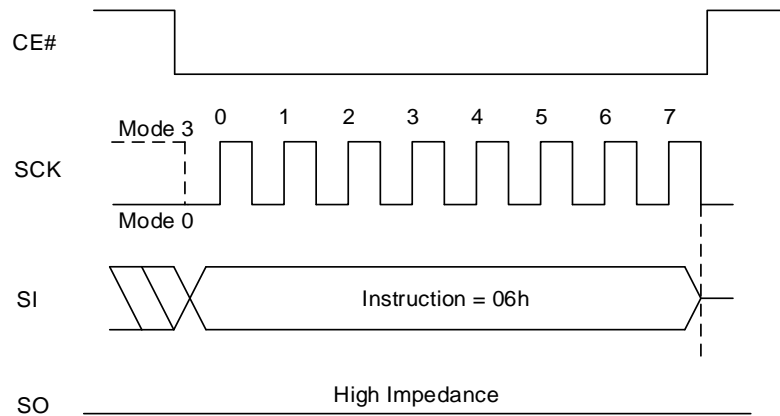 CE#
0 1 2 3 4 5 6 7
Mode 3
SCK
Mode 0
SI
Instruction = 06h
High Impedance
SO